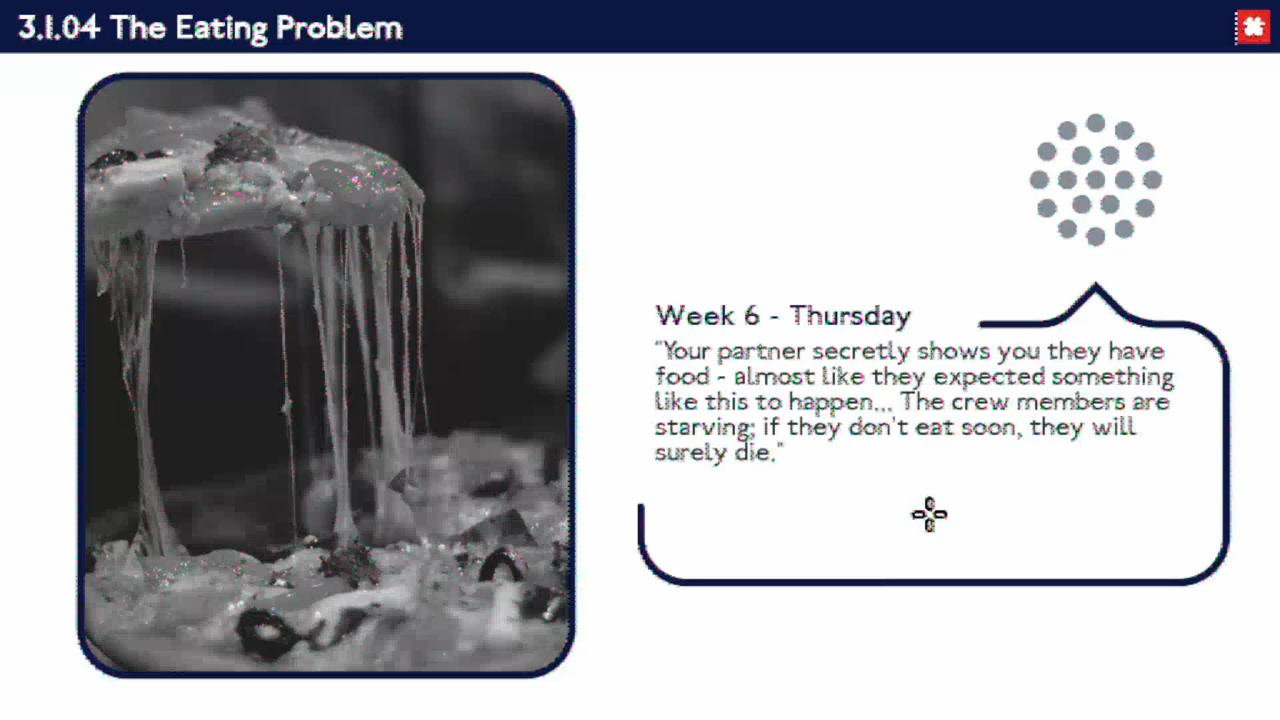 3.1.04 The Eating Problem
Week 6 - Thursday
"Your partner secretly shows you they have
food - almost like they expected something
like this to happen... The crew members are
starving; if they don't eat soon, they will
surely die."